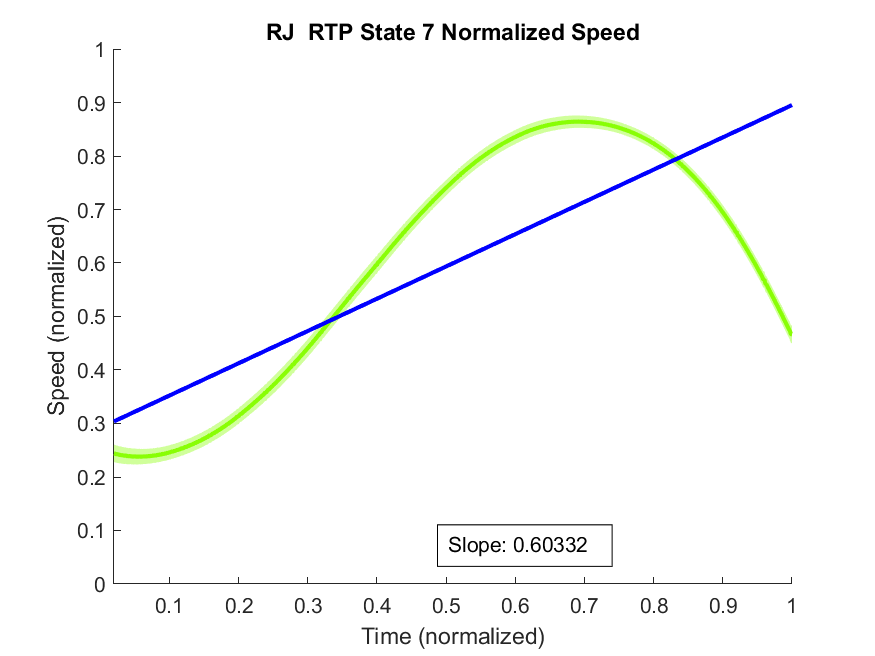 RJ  RTP State 7 Normalized Speed
1
0.9
0.8
0.7
0.6
0.5
0.4
0.3
0.2
0.1
0
Speed (normalized)
Slope: 0.60332
0.1 0.2 0.3 0.4 0.5 0.6 0.7 0.8 0.9 1
Time (normalized)